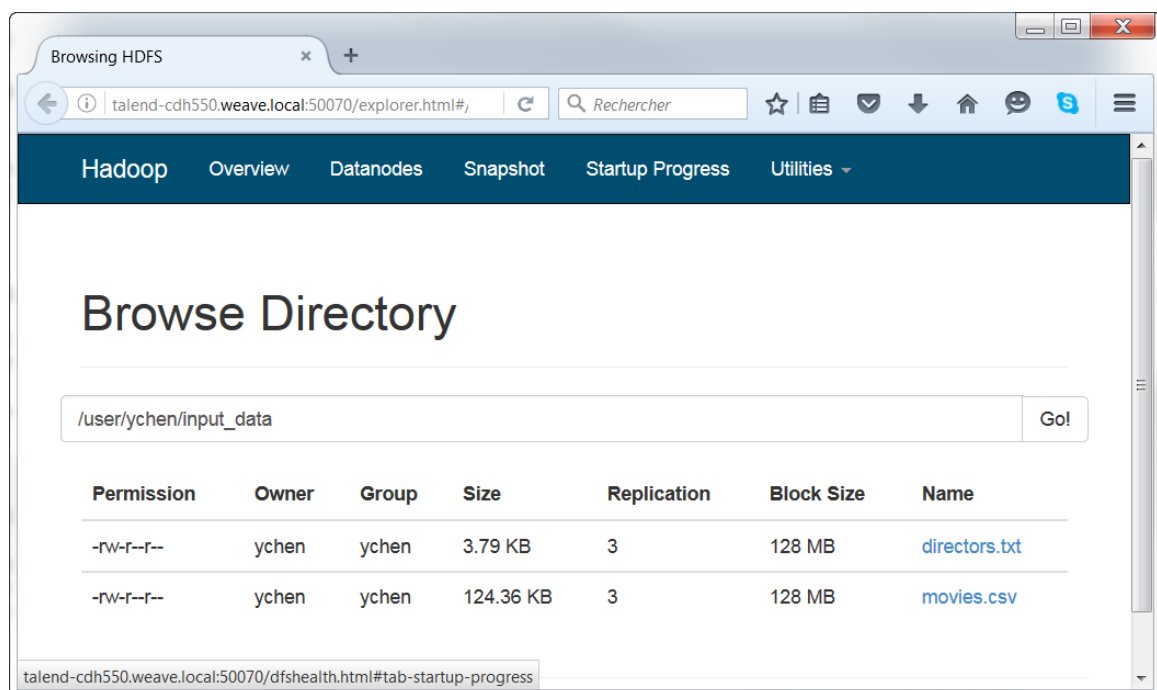 Browsing HDFS × +
talend-cdh550.weave.local:50070/explorer.html#/ Rechercher
Hadoop Overview Datanodes Snapshot Startup Progress Utilities
Browse Directory
/user/ychen/input_data Go!
Permission Owner Group Size Replication Block Size Name
-rw-r--r-- ychen ychen 3.79 KB 3 128 MB directors.txt
-rw-r--r-- ychen ychen 124.36 KB 3 128 MB movies.csv
talend-cdh550.weave.local:50070/dfshealth.html#tab-startup-progress